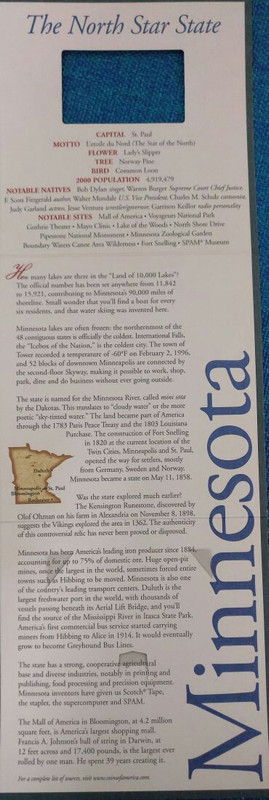 The North Star State
CAPITAL St. Paul
MOTTO L'etoile du Nord (The Star of the North)
FLOWER Lady's Slipper
TREE Norway Pine
BIRD Common Loon
2000 POPULATION 4,919,479
NOTABLE NATIVES Bob Dylan singer, Warren Burger Supreme Court Chief Justice,
F. Scott Fitzgerald author, Walter Mondale U.S. Vice President, Charles M. Schulz cartoonist,
Judy Garland actress, Jesse Ventura wrestler/governor, Garrison Keillor radio personality
NOTABLE SITES Mall of America • Voyageurs National Park
Guthrie Theater • Mayo Clinic • Lake of the Woods • North Shore Drive
Pipestone National Monument • Minnesota Zoological Garden
Boundary Waters Canoe Area Wilderness • Fort Snelling • SPAM® Museum
How many lakes are there in the "Land of 10,000 Lakes"?
The official number has been set anywhere from 11,842
to 15,921, contributing to Minnesota's 90,000 miles of
shoreline. Small wonder that you'll find a boat for every
six residents, and that water skiing was invented here.
Minnesota lakes are often frozen: the northernmost of the
48 contiguous states is officially the coldest. International Falls,
the "Icebox of the Nation," is the coldest city. The town of
Tower recorded a temperature of -60°F on February 2, 1996,
and 52 blocks of downtown Minneapolis are connected by
the second-floor Skyway, making it possible to work, shop,
park, dine and do business without ever going outside.
The state is named for the Minnesota River, called mini sota
by the Dakotas. This translates to "cloudy water" or the more
poetic "sky-tinted water." The land became part of America
through the 1783 Paris Peace Treaty and the 1803 Louisiana
Purchase. The construction of Fort Snelling
in 1820 at the current location of the
Twin Cities, Minneapolis and St. Paul,
opened the way for settlers, mostly
from Germany, Sweden and Norway.
Minnesota became a state on May 11, 1858.
Duluth
Minneapolis St. Paul
Bloomington
Rochester
Was the state explored much earlier?
The Kensington Runestone, discovered by
Olof Ohman on his farm in Alexandria on November 8, 1898,
suggests the Vikings explored the area in 1362. The authenticity
of this controversial relic has never been proved or disproved.
Minnesota has been America's leading iron producer since 1884,
accounting for up to 75% of domestic ore. Huge open-pit
mines, once the largest in the world, sometimes forced entire
towns such as Hibbing to be moved. Minnesota is also one
of the country's leading transport centers. Duluth is the
largest freshwater port in the world, with thousands of
vessels passing beneath its Aerial Lift Bridge, and you'll
find the source of the Mississippi River in Itasca State Park.
America's first commercial bus service started carrying
miners from Hibbing to Alice in 1914. It would eventually
grow to become Greyhound Bus Lines.
The state has a strong, cooperative agricultural
base and diverse industries, notably in printing and
publishing, food processing and precision equipment.
Minnesota inventors have given us Scotch® Tape,
the stapler, the supercomputer and SPAM.
The Mall of America in Bloomington, at 4.2 million
square feet, is America's largest shopping mall.
Francis A. Johnson's ball of string in Darwin, at
12 feet across and 17,400 pounds, is the largest ever
rolled by one man. He spent 39 years creating it.
For a complete list of sources, visit www.coinsofamerica.com.
Minnesota